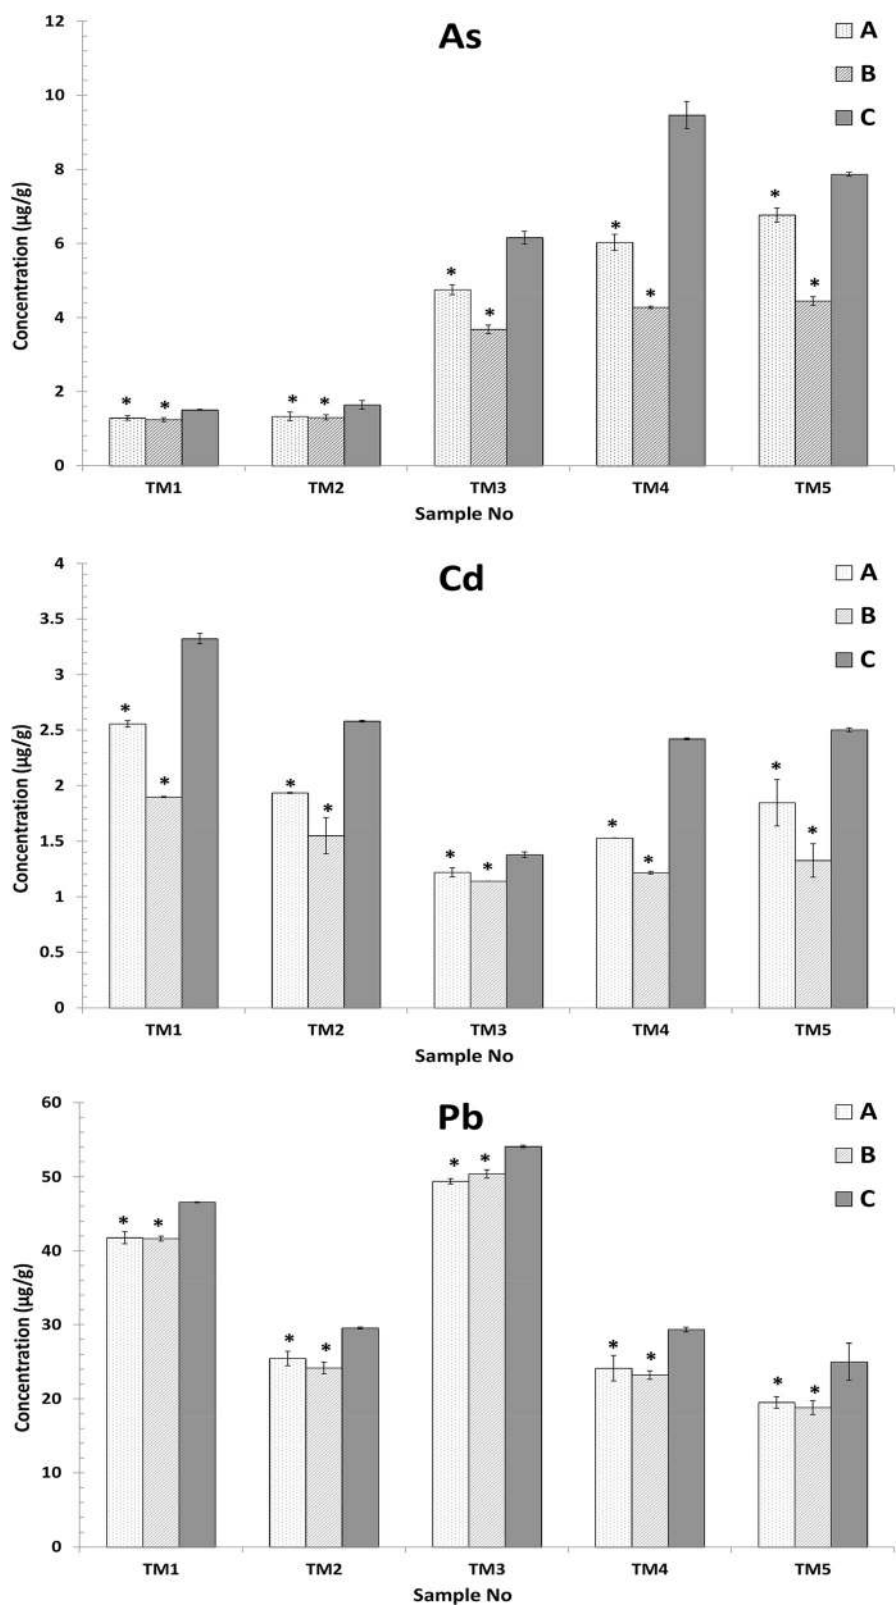 As
A
B
C
Concentration (µg/g)
12
10
8
6
4
2
0
* * * * * * * * * *
TM1 TM2 TM3 TM4 TM5
Sample No
Cd
A
B
C
Concentration (µg/g)
4
3.5
3
2.5
2
1.5
1
0.5
0
* * * * * * * * * *
TM1 TM2 TM3 TM4 TM5
Sample No
Pb
A
B
C
Concentration (µg/g)
60
50
40
30
20
10
0
* * * * * * * * * *
TM1 TM2 TM3 TM4 TM5
Sample No